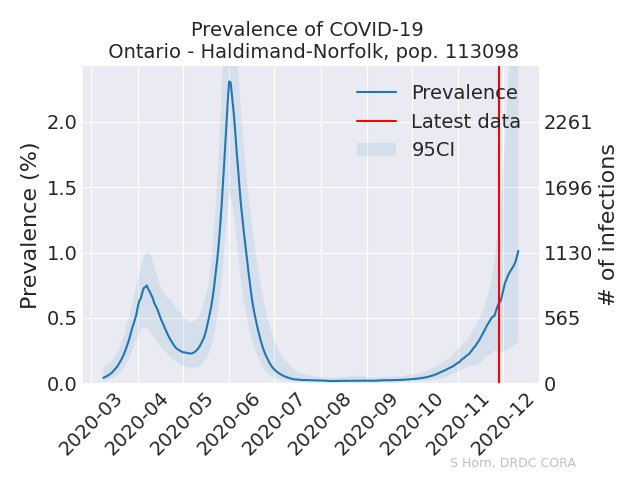 Prevalence of COVID-19
Ontario - Haldimand-Norfolk, pop. 113098
Prevalence
Latest data
95CI
Prevalence (%)
2.0
1.5
1.0
0.5
0.0
2261
1696
1130
565
0
# of infections
2020-03
2020-04
2020-05
2020-06
2020-07
2020-08
2020-09
2020-10
2020-11
2020-12
S Horn, DRDC CORA